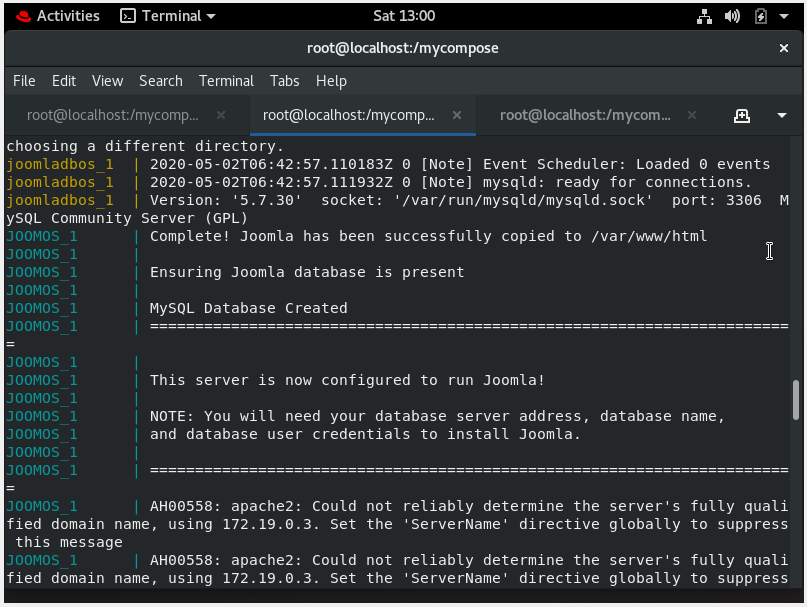 Activities Terminal Sat 13:00
root@localhost:/mycompose ×
File Edit View Search Terminal Tabs Help
root@localhost:/mycomp... × root@localhost:/mycomp... × root@localhost:/mycom... ×
choosing a different directory.
joomladbos_1  | 2020-05-02T06:42:57.110183Z 0 [Note] Event Scheduler: Loaded 0 events
joomladbos_1  | 2020-05-02T06:42:57.111932Z 0 [Note] mysqld: ready for connections.
joomladbos_1  | Version: '5.7.30'  socket: '/var/run/mysqld/mysqld.sock'  port: 3306  M
ySQL Community Server (GPL)
JOOMOS_1      | Complete! Joomla has been successfully copied to /var/www/html
JOOMOS_1      |
JOOMOS_1      | Ensuring Joomla database is present
JOOMOS_1      |
JOOMOS_1      | MySQL Database Created
JOOMOS_1      | =======================================================================
=
JOOMOS_1      |
JOOMOS_1      | This server is now configured to run Joomla!
JOOMOS_1      |
JOOMOS_1      | NOTE: You will need your database server address, database name,
JOOMOS_1      | and database user credentials to install Joomla.
JOOMOS_1      |
JOOMOS_1      | =======================================================================
=
JOOMOS_1      | AH00558: apache2: Could not reliably determine the server's fully quali
fied domain name, using 172.19.0.3. Set the 'ServerName' directive globally to suppress
 this message
JOOMOS_1      | AH00558: apache2: Could not reliably determine the server's fully quali
fied domain name, using 172.19.0.3. Set the 'ServerName' directive globally to suppress